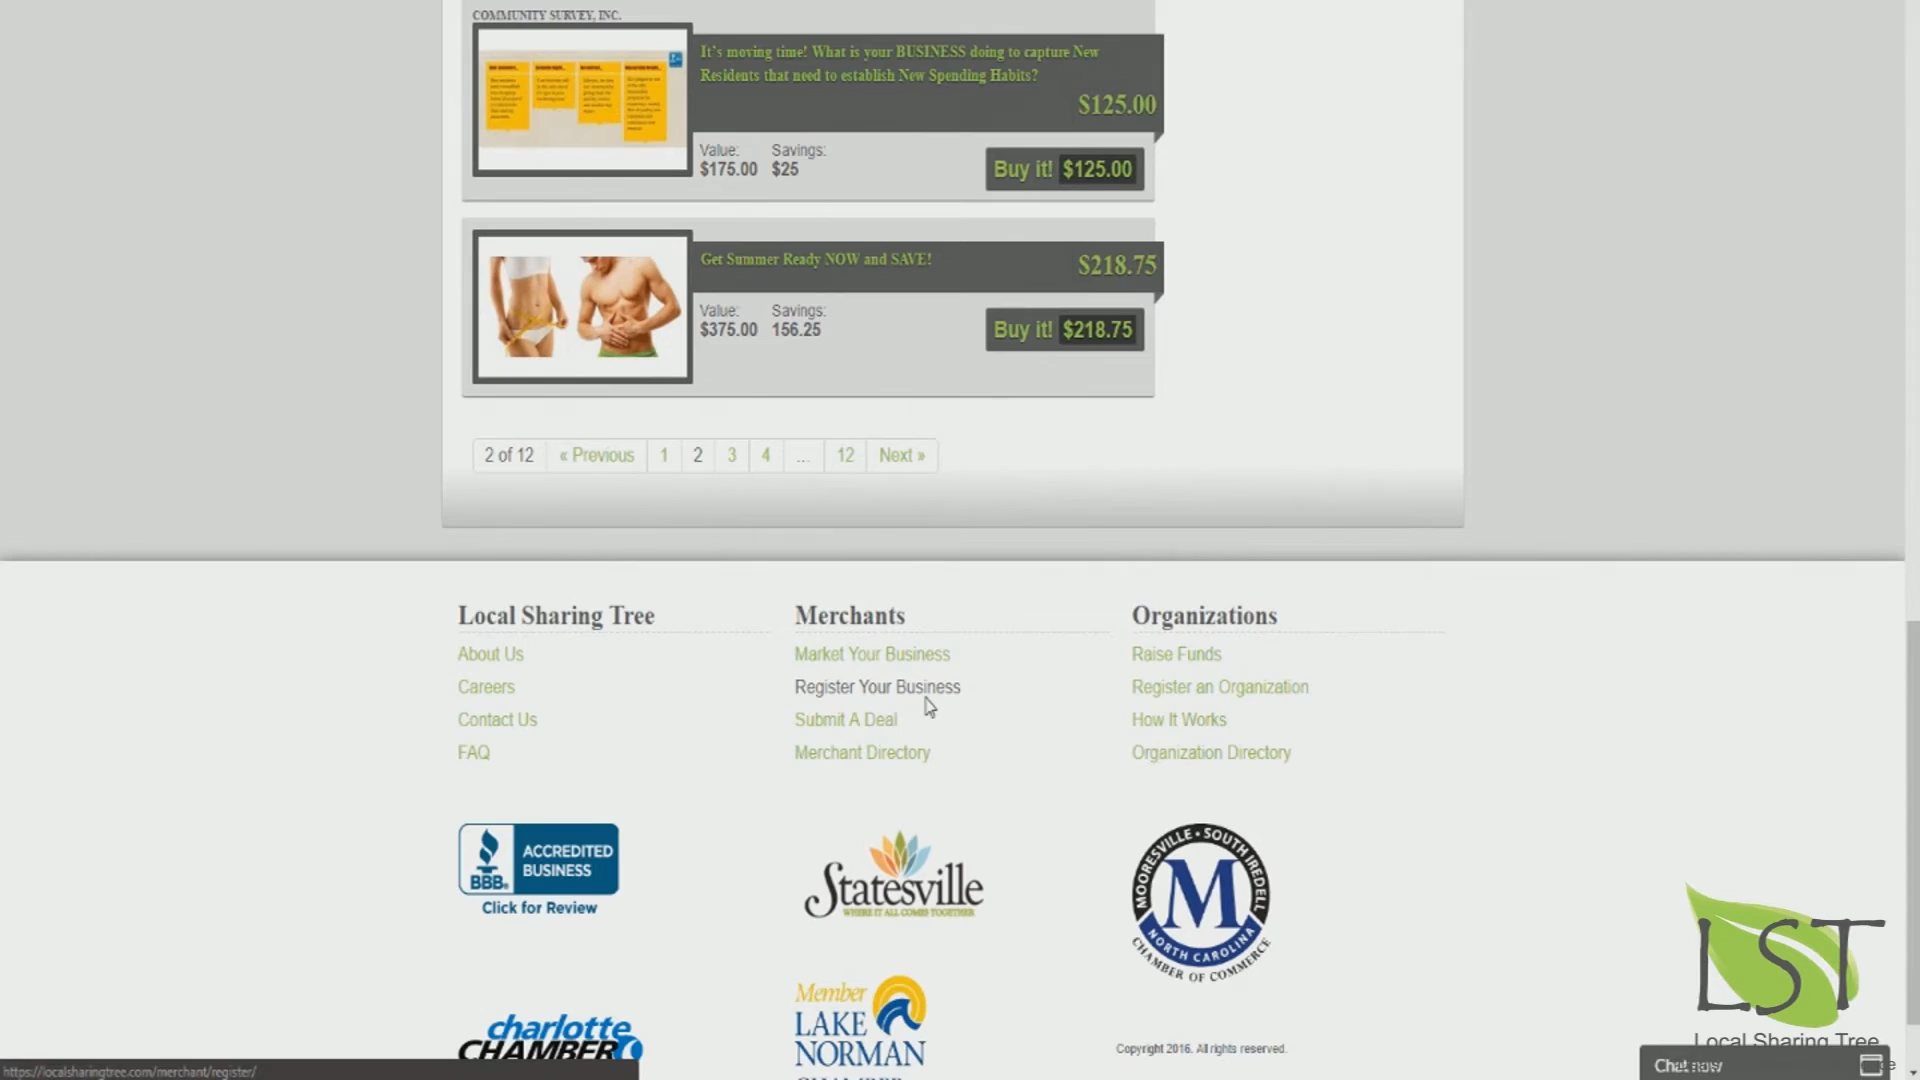 COMMUNITY SURVEY, INC.
It's moving time! What is your BUSINESS doing to capture New
Residents that need to establish New Spending Habits?
$125.00
Value: Savings:
$175.00 $25
Buy it! $125.00
Get Summer Ready NOW and SAVE!
$218.75
Value: Savings:
$375.00 156.25
Buy it! $218.75
2 of 12 « Previous 1 2 3 4 ... 12 Next »
Local Sharing Tree
About Us
Careers
Contact Us
FAQ
Merchants
Market Your Business
Register Your Business
Submit A Deal
Merchant Directory
Organizations
Raise Funds
Register an Organization
How It Works
Organization Directory
BBB.
ACCREDITED
BUSINESS
Click for Review
Statesville
WHERE IT ALL COMES TOGETHER
MOORESVILLE • SOUTH IREDELL
M
NORTH CAROLINA
CHAMBER OF COMMERCE
charlotte
CHAMBER
Member
LAKE
NORMAN
CHAMBER
Copyright 2016. All rights reserved.
LST
Local Sharing Tree
Chat now
https://localsharingtree.com/merchant/register/